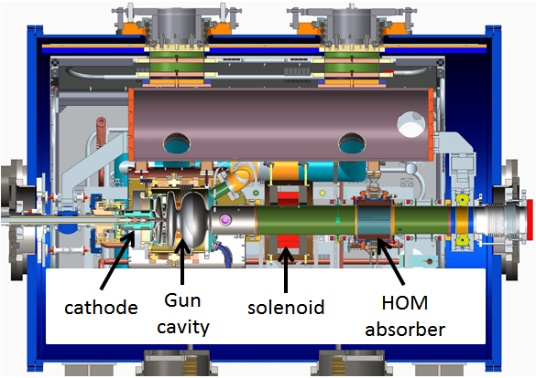 cathode
Gun
cavity
solenoid
HOM
absorber